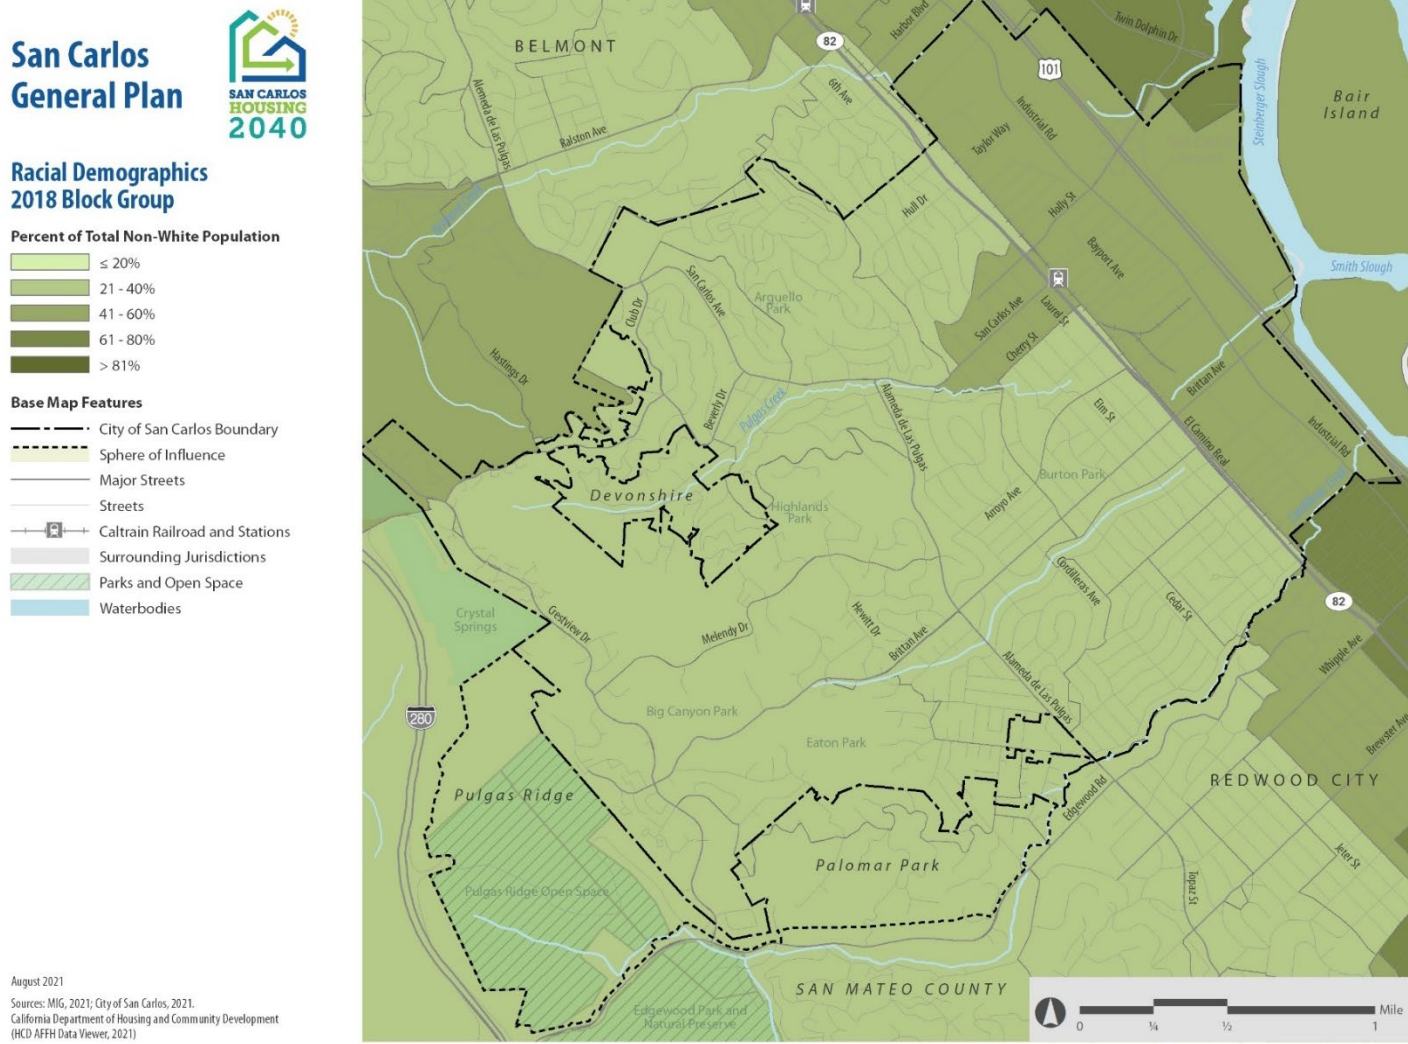 San Carlos
General Plan
SAN CARLOS
HOUSING
2040
Racial Demographics
2018 Block Group
Percent of Total Non-White Population
≤ 20%
21 - 40%
41 - 60%
61 - 80%
> 81%
Base Map Features
City of San Carlos Boundary
Sphere of Influence
Major Streets
Streets
Caltrain Railroad and Stations
Surrounding Jurisdictions
Parks and Open Space
Waterbodies
August 2021
Sources: MIG, 2021; City of San Carlos, 2021.
California Department of Housing and Community Development
(HCD AFFH Data Viewer, 2021)
BELMONT
82
Harbor Blvd
Twin Dolphin Dr
101
Alameda de Las Pulgas
6th Ave
Ralston Ave
Industrial Rd
Taylor Way
Steinberger Slough
Bair
Island
Holly St
Hull Dr
Bayport Ave
Smith Slough
San Carlos Ave
Arguello
Park
Club Dr
San Carlos Ave
Laurel St
Cherry St
Hastings Dr
Beverly Dr
Pulgas Creek
Alameda de Las Pulgas
Brittan Ave
Elm St
El Camino Real
Industrial Rd
Devonshire
Highlands
Park
Burton Park
Arroyo Ave
Crystal
Springs
Crestview Dr
Melendy Dr
Hewitt Dr
Brittan Ave
Cordilleras Ave
Cedar St
82
Whipple Ave
Alameda de Las Pulgas
280
Big Canyon Park
Eaton Park
Brewster Ave
REDWOOD CITY
Edgewood Rd
Pulgas Ridge
Palomar Park
Jeter St
Topaz St
Pulgas Ridge Open Space
SAN MATEO COUNTY
Edgewood Park and
Natural Preserve
0 ¼ ½ 1
Mile